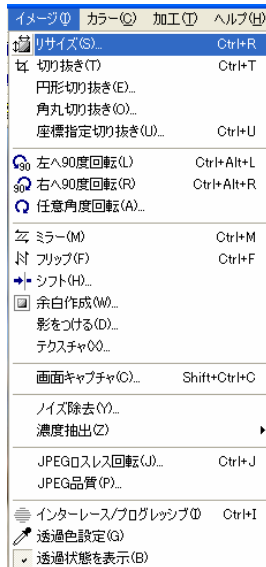 イメージ(I) カラー(C) 加工(T) ヘルプ(H)
リサイズ(S)... Ctrl+R
切り抜き(T) Ctrl+T
円形切り抜き(E)...
角丸切り抜き(O)...
座標指定切り抜き(U)... Ctrl+U
左へ90度回転(L) Ctrl+Alt+L
右へ90度回転(R) Ctrl+Alt+R
任意角度回転(A)...
ミラー(M) Ctrl+M
フリップ(F) Ctrl+F
シフト(H)...
余白作成(W)...
影をつける(D)...
テクスチャ(X)...
画面キャプチャ(C)... Shift+Ctrl+C
ノイズ除去(Y)...
濃度抽出(Z)
JPEGロスレス回転(J)... Ctrl+J
JPEG品質(P)...
インターレース/プログレッシブ(I) Ctrl+I
透過色設定(G)
透過状態を表示(B)